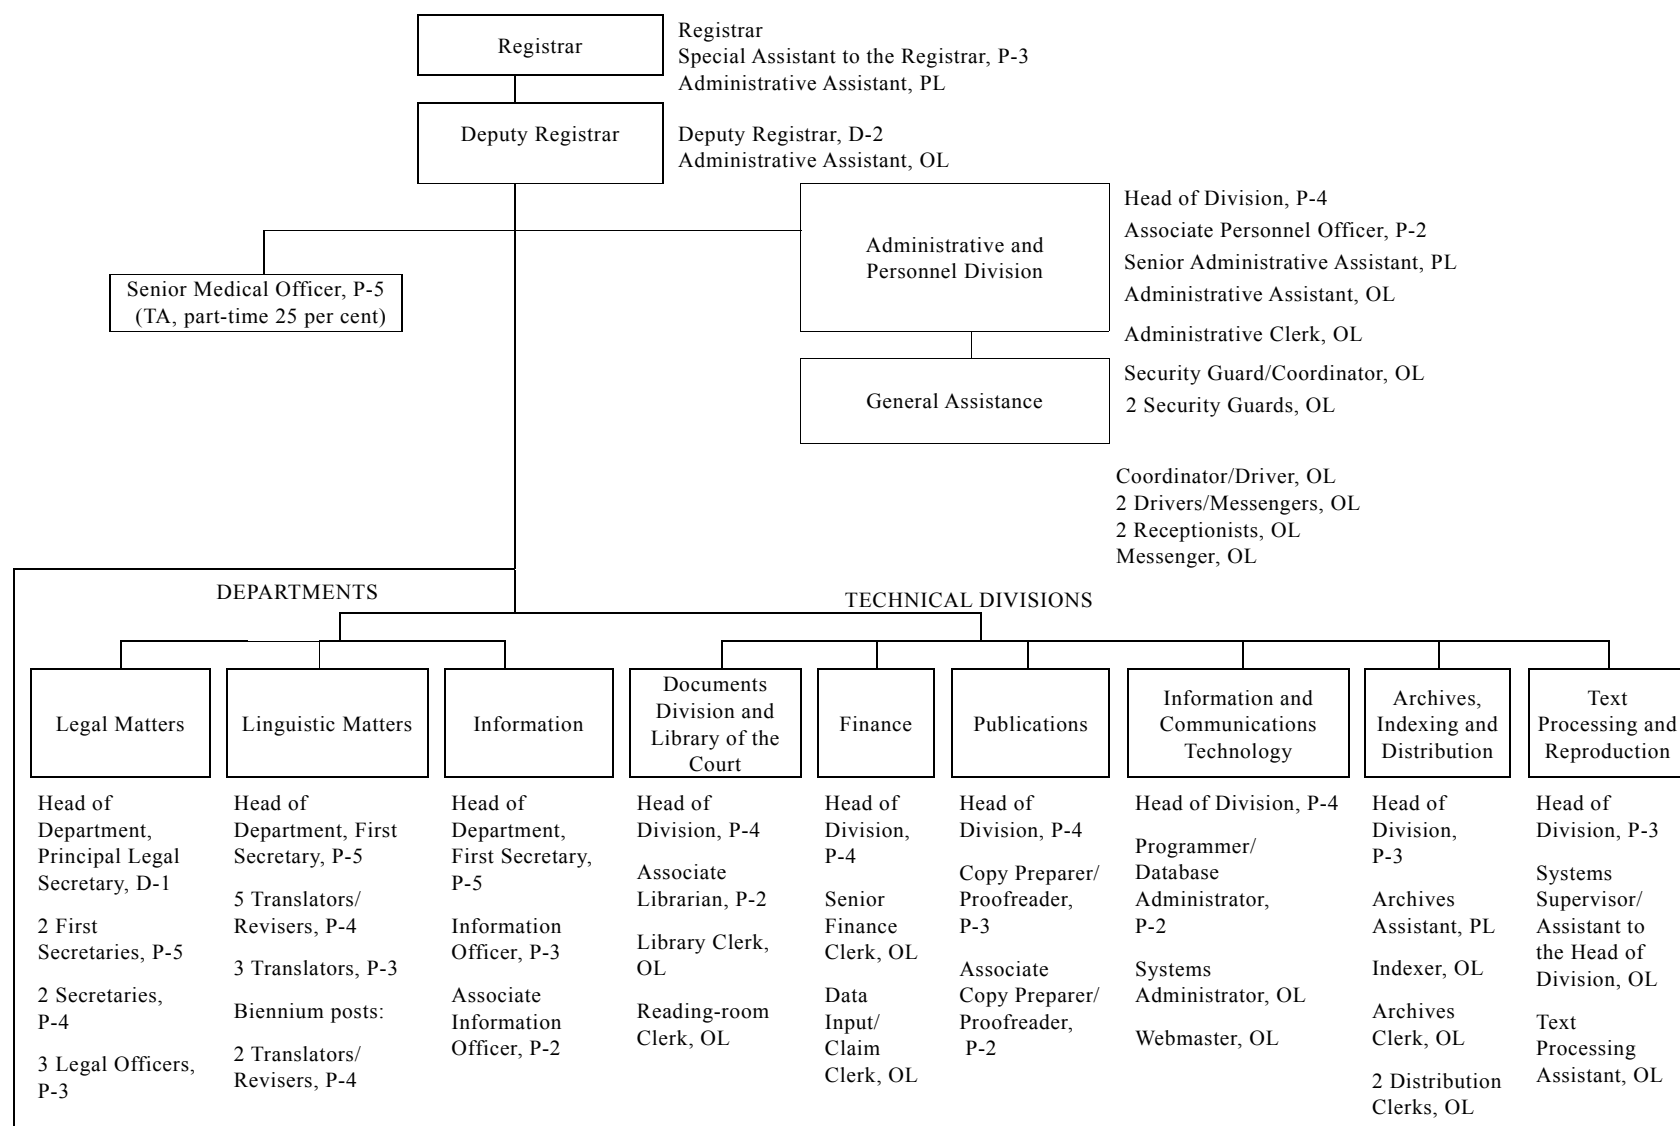 Registrar
Registrar
Special Assistant to the Registrar, P-3
Administrative Assistant, PL
Deputy Registrar
Deputy Registrar, D-2
Administrative Assistant, OL
Senior Medical Officer, P-5
(TA, part-time 25 per cent)
Administrative and
Personnel Division
Head of Division, P-4
Associate Personnel Officer, P-2
Senior Administrative Assistant, PL
Administrative Assistant, OL
Administrative Clerk, OL
General Assistance
Security Guard/Coordinator, OL
2 Security Guards, OL
Coordinator/Driver, OL
2 Drivers/Messengers, OL
2 Receptionists, OL
Messenger, OL
DEPARTMENTS
TECHNICAL DIVISIONS
Legal Matters
Head of
Department,
Principal Legal
Secretary, D-1
2 First
Secretaries, P-5
2 Secretaries,
P-4
3 Legal Officers,
P-3
Linguistic Matters
Head of
Department, First
Secretary, P-5
5 Translators/
Revisers, P-4
3 Translators, P-3
Biennium posts:
2 Translators/
Revisers, P-4
Information
Head of
Department,
First Secretary,
P-5
Information
Officer, P-3
Associate
Information
Officer, P-2
Documents
Division and
Library of the
Court
Head of
Division, P-4
Associate
Librarian, P-2
Library Clerk,
OL
Reading-room
Clerk, OL
Finance
Head of
Division,
P-4
Senior
Finance
Clerk, OL
Data
Input/
Claim
Clerk, OL
Publications
Head of
Division, P-4
Copy Preparer/
Proofreader,
P-3
Associate
Copy Preparer/
Proofreader,
P-2
Information and
Communications
Technology
Head of Division, P-4
Programmer/
Database
Administrator,
P-2
Systems
Administrator, OL
Webmaster, OL
Archives,
Indexing and
Distribution
Head of
Division,
P-3
Archives
Assistant, PL
Indexer, OL
Archives
Clerk, OL
2 Distribution
Clerks, OL
Text
Processing and
Reproduction
Head of
Division, P-3
Systems
Supervisor/
Assistant to
the Head of
Division, OL
Text
Processing
Assistant, OL